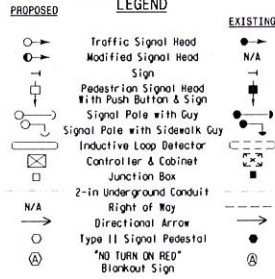 LEGEND
PROPOSED
EXISTING
Traffic Signal Head
Modified Signal Head N/A
Sign
Pedestrian Signal Head
With Push Button & Sign
Signal Pole with Guy
Signal Pole with Sidewalk Guy
Inductive Loop Detector
Controller & Cabinet
Junction Box
2-in Underground Conduit
N/A Right of Way
Directional Arrow
Type II Signal Pedestal
A "NO TURN ON RED" A
Blankout Sign